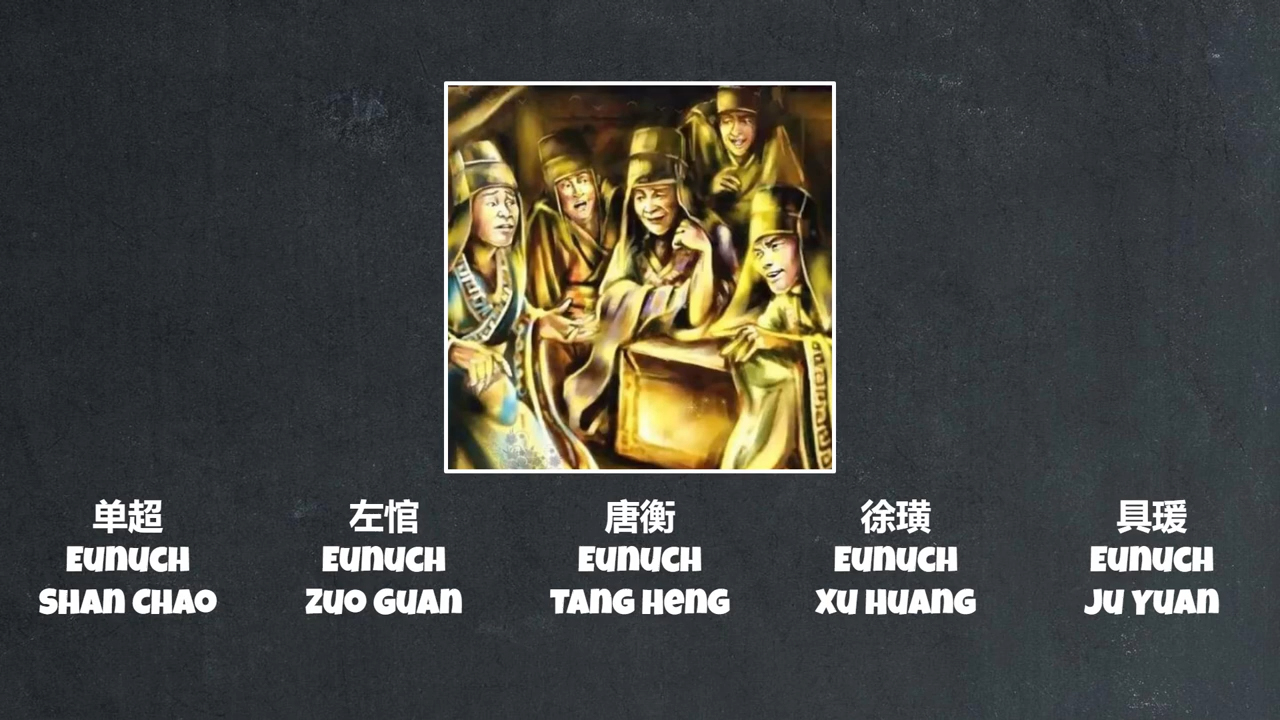 单超
Eunuch
Shan Chao
左悺
Eunuch
Zuo Guan
唐衡
Eunuch
Tang Heng
徐璜
Eunuch
Xu Huang
具瑗
Eunuch
Ju Yuan